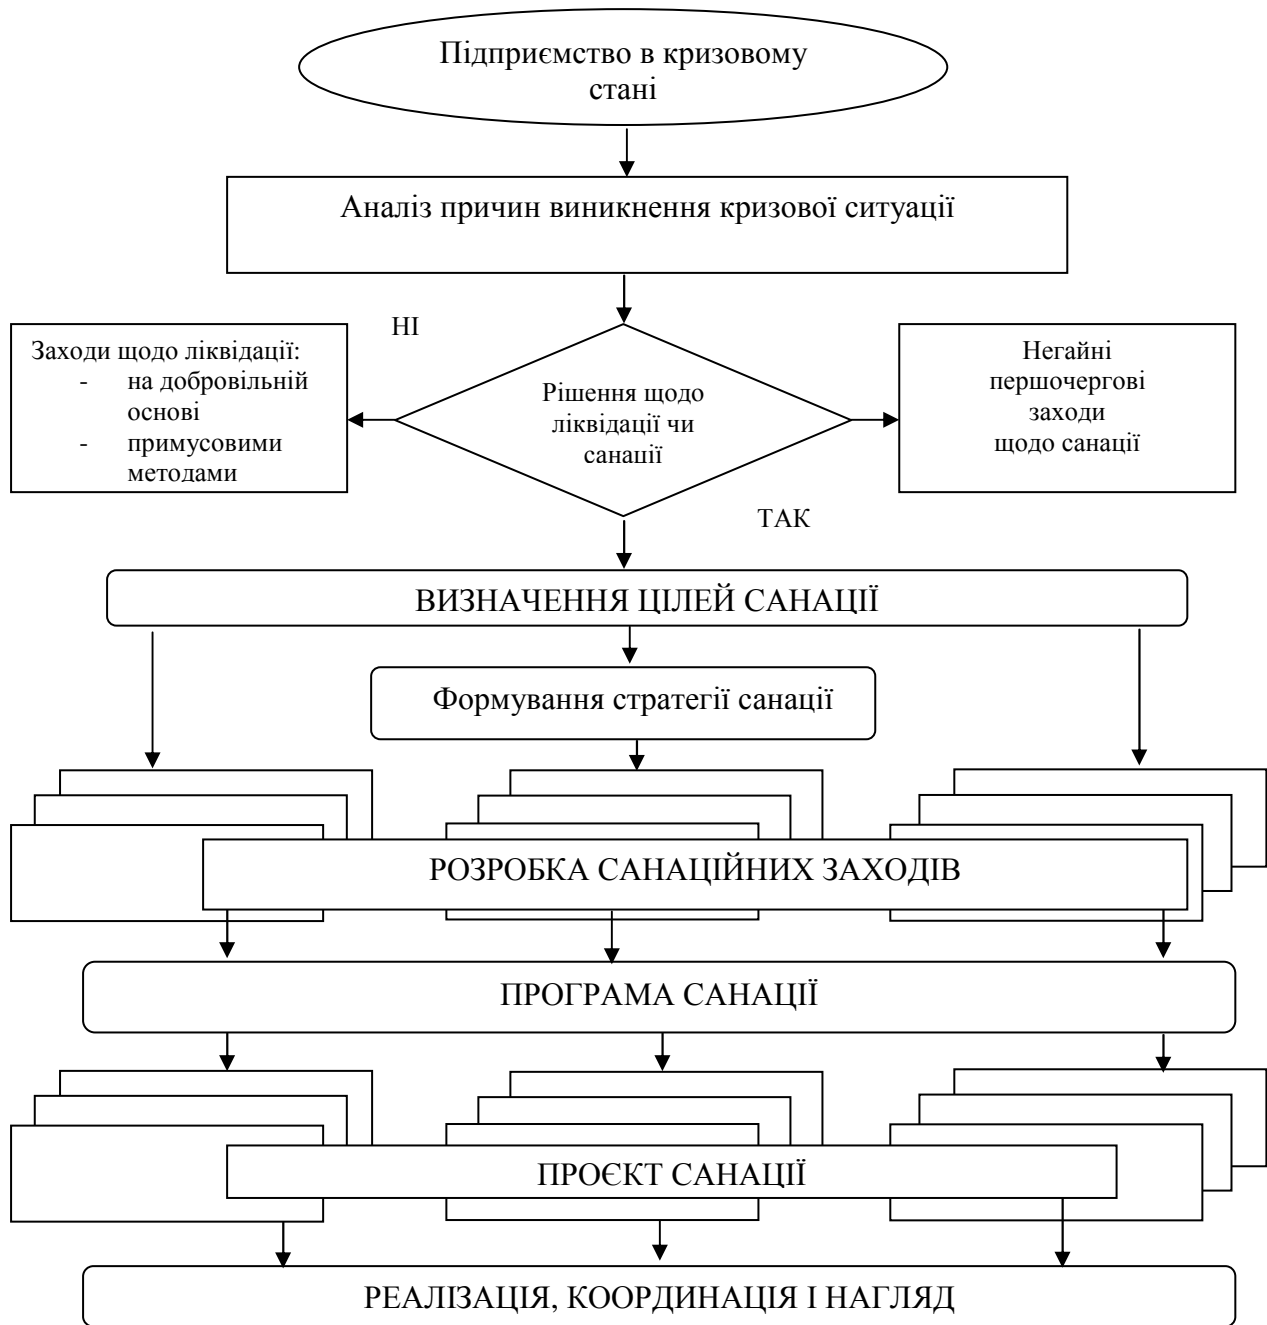 Підприємство в кризовому
стані
Аналіз причин виникнення кризової ситуації
НІ
Заходи щодо ліквідації:
- на добровільній
основі
- примусовими
методами
Рішення щодо
ліквідації чи
санації
Негайні
першочергові
заходи
щодо санації
ТАК
ВИЗНАЧЕННЯ ЦІЛЕЙ САНАЦІЇ
Формування стратегії санації
РОЗРОБКА САНАЦІЙНИХ ЗАХОДІВ
ПРОГРАМА САНАЦІЇ
ПРОЄКТ САНАЦІЇ
РЕАЛІЗАЦІЯ, КООРДИНАЦІЯ І НАГЛЯД